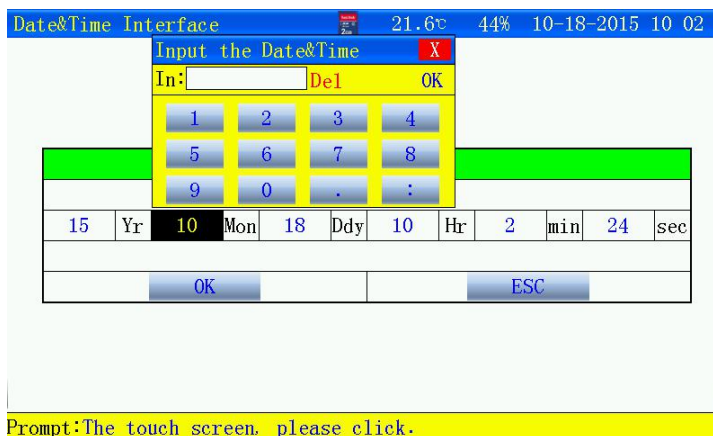 Date&Time Interface 21.6℃ 44% 10-18-2015 10 02
Input the Date&Time X
In: Del OK
1 2 3 4
5 6 7 8
9 0 . :
15 Yr 10 Mon 18 Ddy 10 Hr 2 min 24 sec
OK ESC
Prompt:The touch screen, please click.